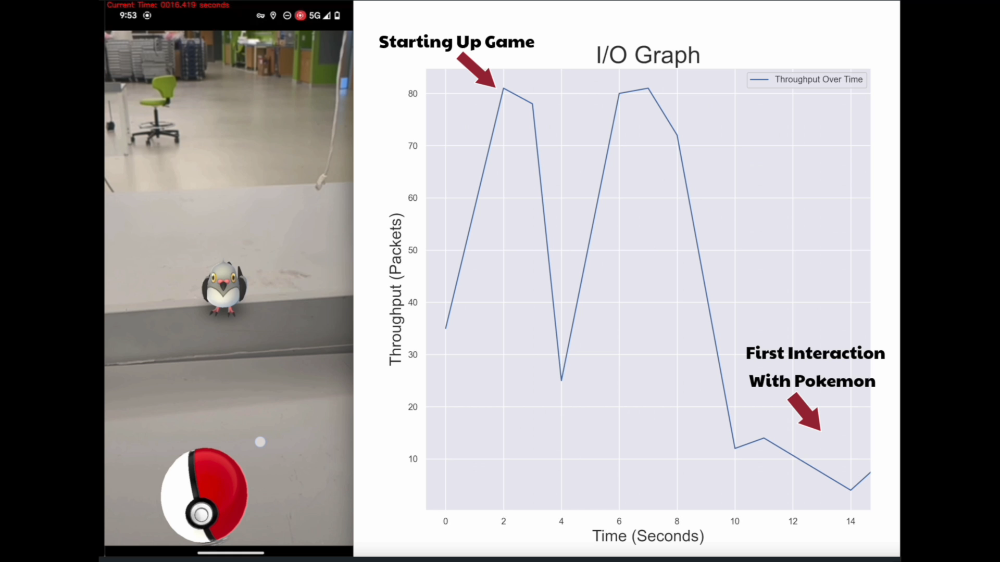 Current Time: 0016.419 seconds
9:53
5G
Starting Up Game
I/O Graph
Throughput Over Time
80
70
60
50
40
30
20
10
Throughput (Packets)
First Interaction
With Pokemon
0 2 4 6 8 10 12 14
Time (Seconds)